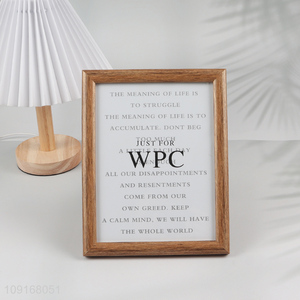 THE MEANING OF LIFE IS
TO STRUGGLE
THE MEANING OF LIFE IS TO
ACCUMULATE. DONT BEG
TOO MUCH
JUST FOR
WPC
ALL OUR DISAPPOINTMENTS
AND RESENTMENTS
COME FROM OUR
OWN GREED. KEEP
A CALM MIND, WE WILL HAVE
THE WHOLE WORLD
09168051